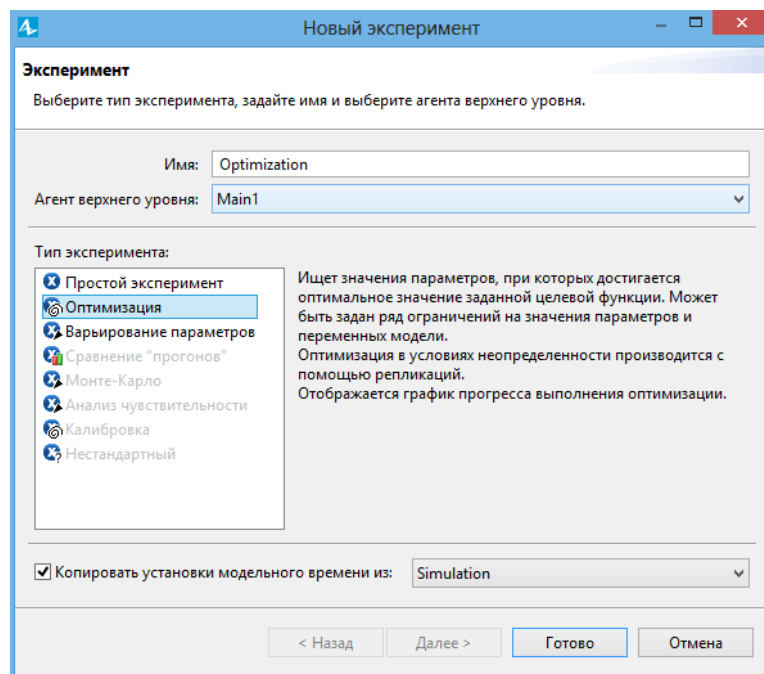 Новый эксперимент
Эксперимент
Выберите тип эксперимента, задайте имя и выберите агента верхнего уровня.
Имя: Optimization
Агент верхнего уровня: Main1
Тип эксперимента:
Простой эксперимент
Оптимизация
Варьирование параметров
Сравнение "прогонов"
Монте-Карло
Анализ чувствительности
Калибровка
Нестандартный
Ищет значения параметров, при которых достигается
оптимальное значение заданной целевой функции. Может
быть задан ряд ограничений на значения параметров и
переменных модели.
Оптимизация в условиях неопределенности производится с
помощью репликаций.
Отображается график прогресса выполнения оптимизации.
Копировать установки модельного времени из: Simulation
< Назад Далее > Готово Отмена